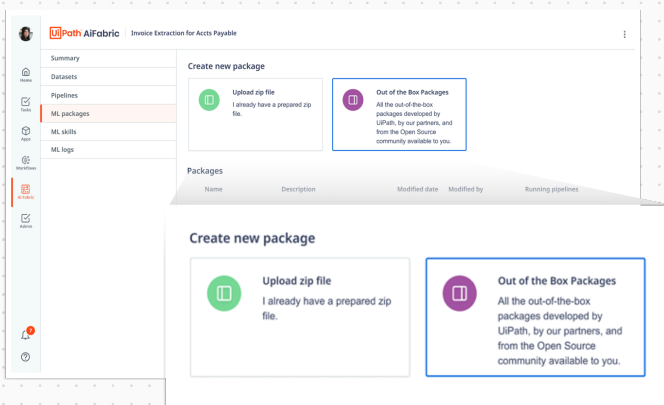 UiPath AiFabric
Invoice Extraction for Accts Payable
Home
Tasks
Apps
Workflows
AI Fabric
Admin
7
Summary
Datasets
Pipelines
ML packages
ML skills
ML logs
Create new package
Upload zip file
I already have a prepared zip
file.
Out of the Box Packages
All the out-of-the-box
packages developed by
UiPath, by our partners, and
from the Open Source
community available to you.
Packages
Name
Description
Modified date
Modified by
Running pipelines
Create new package
Upload zip file
I already have a prepared zip
file.
Out of the Box Packages
All the out-of-the-box
packages developed by
UiPath, by our partners, and
from the Open Source
community available to you.